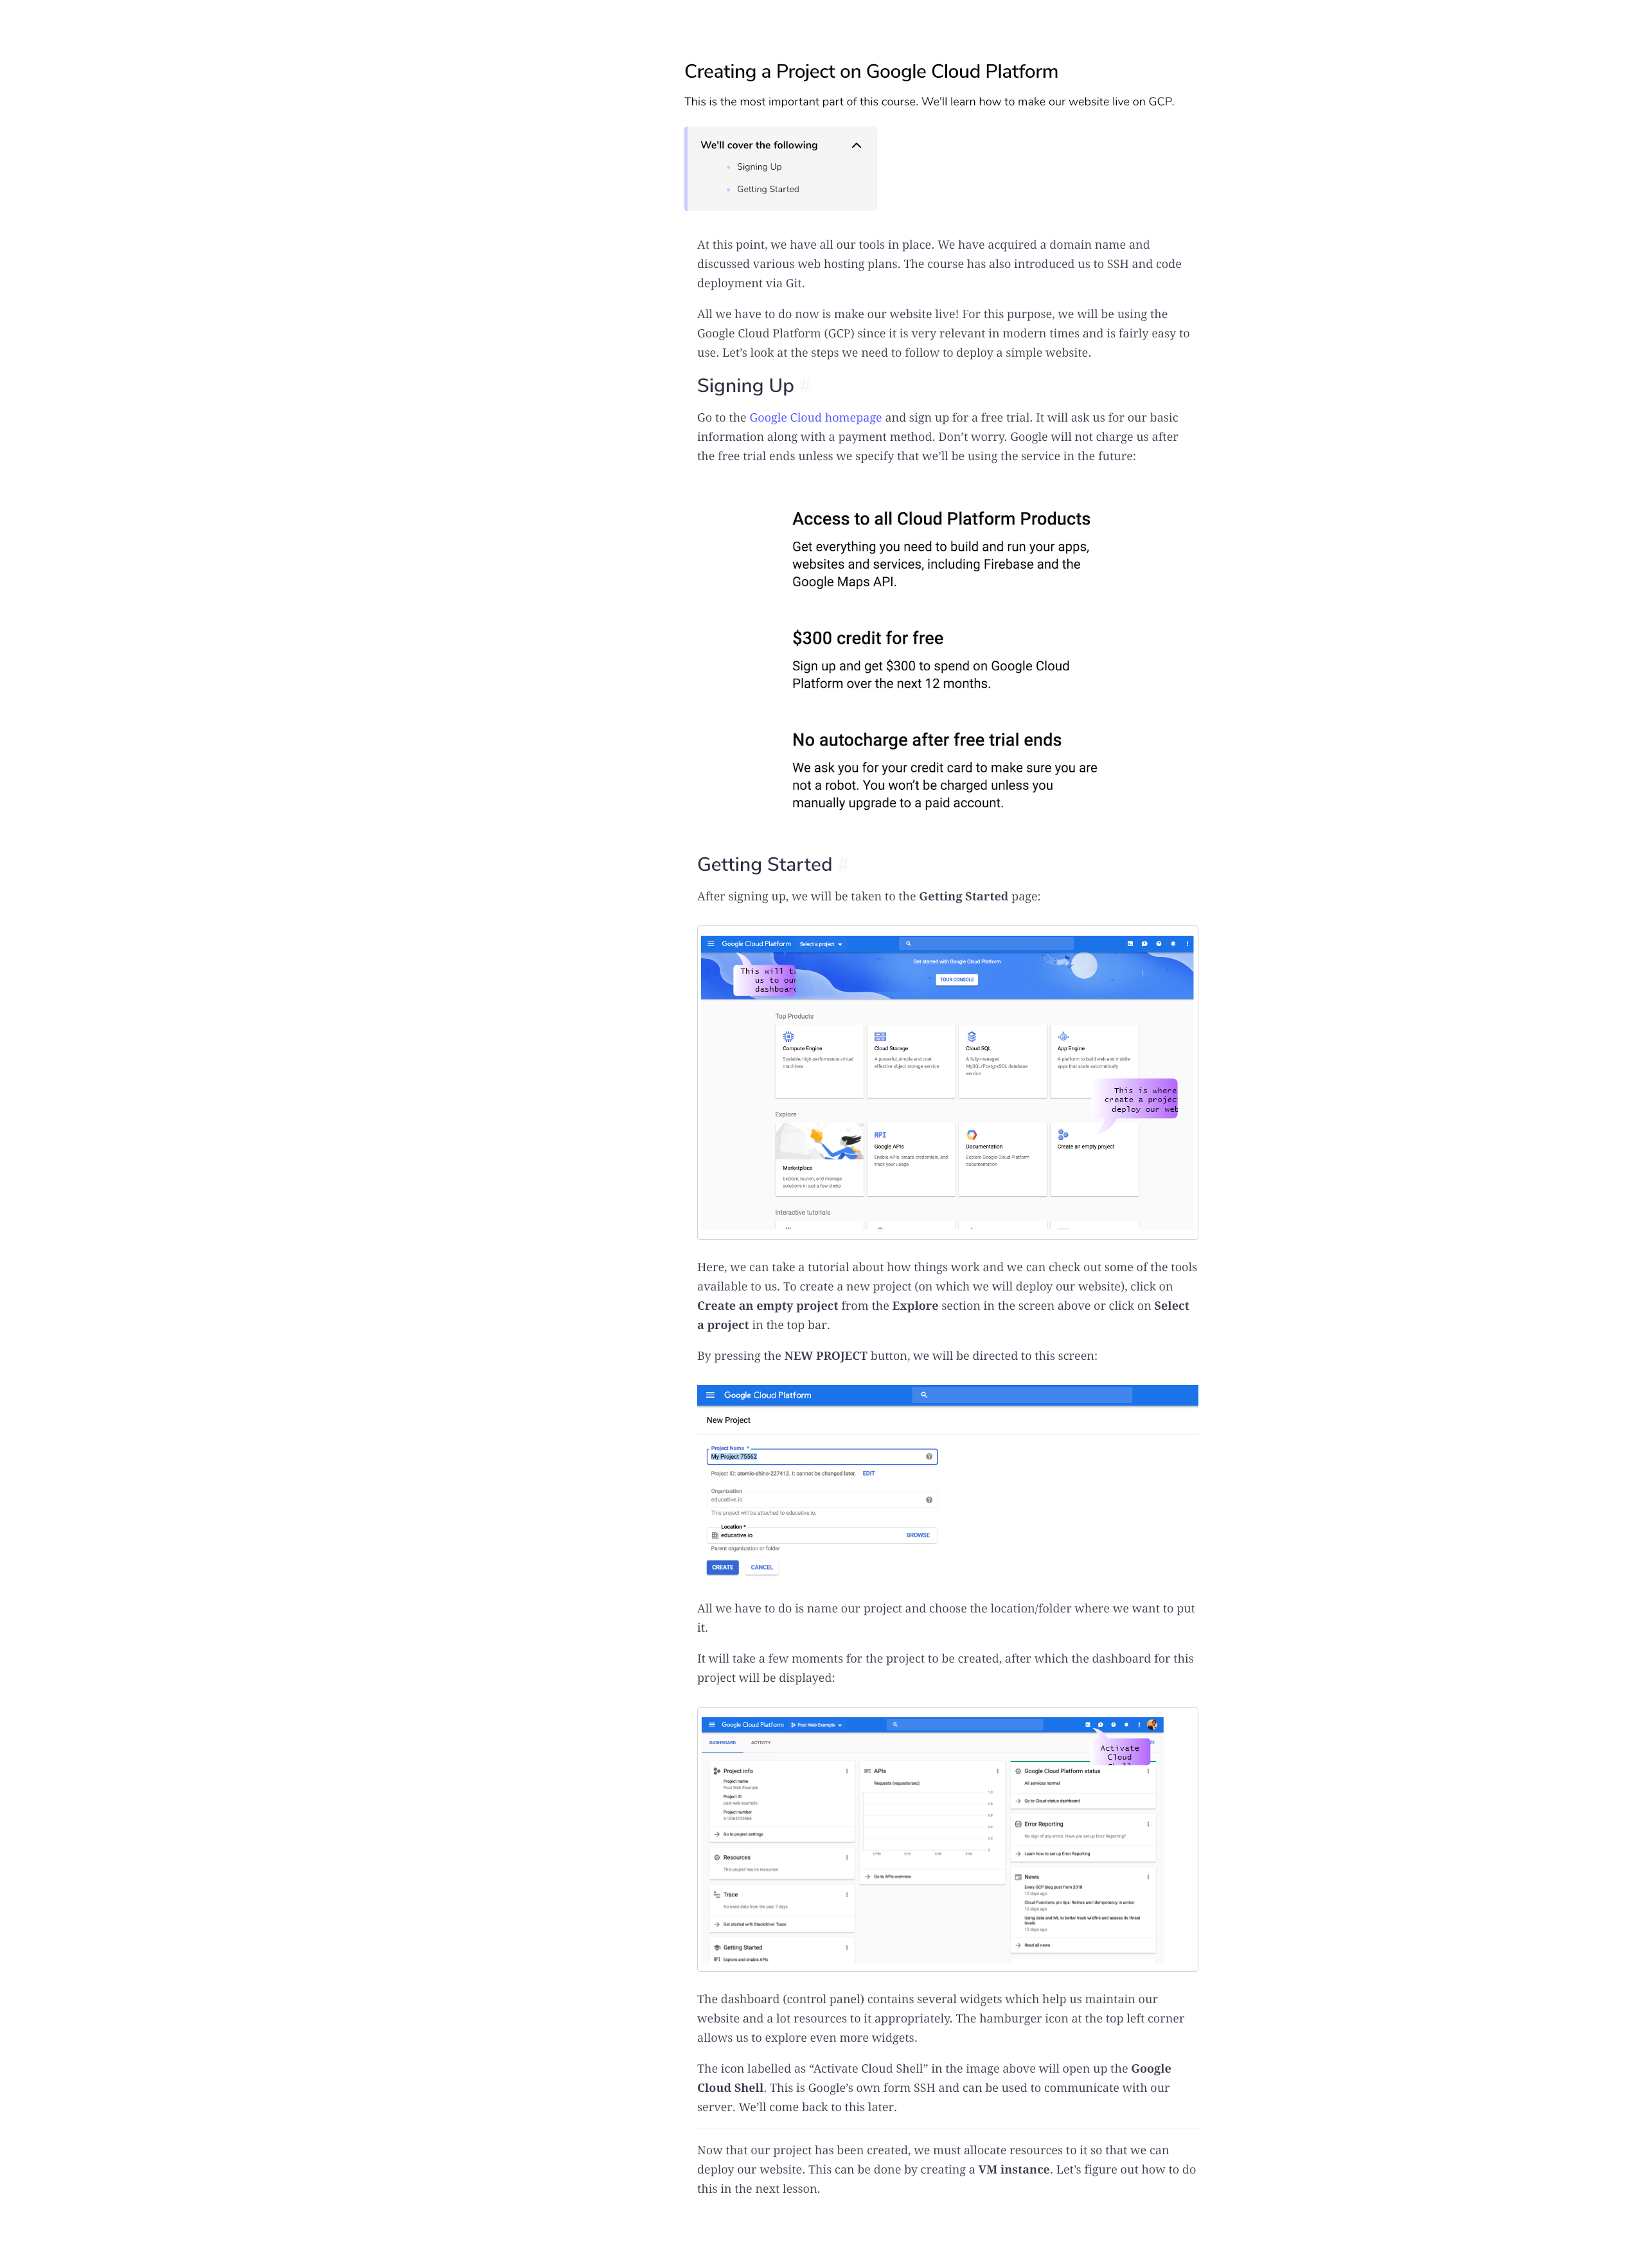 Creating a Project on Google Cloud Platform
This is the most important part of this course. We'll learn how to make our website live on GCP.
We'll cover the following
Signing Up
Getting Started
At this point, we have all our tools in place. We have acquired a domain name and
discussed various web hosting plans. The course has also introduced us to SSH and code
deployment via Git.
All we have to do now is make our website live! For this purpose, we will be using the
Google Cloud Platform (GCP) since it is very relevant in modern times and is fairly easy to
use. Let’s look at the steps we need to follow to deploy a simple website.
Signing Up #
Go to the Google Cloud homepage and sign up for a free trial. It will ask us for our basic
information along with a payment method. Don’t worry. Google will not charge us after
the free trial ends unless we specify that we’ll be using the service in the future:
Access to all Cloud Platform Products
Get everything you need to build and run your apps,
websites and services, including Firebase and the
Google Maps API.
$300 credit for free
Sign up and get $300 to spend on Google Cloud
Platform over the next 12 months.
No autocharge after free trial ends
We ask you for your credit card to make sure you are
not a robot. You won’t be charged unless you
manually upgrade to a paid account.
Getting Started #
After signing up, we will be taken to the Getting Started page:
Google Cloud Platform Select a project
Get started with Google Cloud Platform
This will t
us to our
dashboard
TOUR CONSOLE
Top Products
Compute Engine
Scalable, high-performance virtual
machines
Cloud Storage
A powerful, simple and cost
effective object storage service
Cloud SQL
A fully-managed
MySQL/PostgreSQL database
service
App Engine
A platform to build web and mobile
apps that scale automatically
This is where
create a projec
deploy our web
Explore
Marketplace
Explore, launch, and manage
solutions in just a few clicks
RPI
Google APIs
Enable APIs, create credentials, and
track your usage
Documentation
Explore Google Cloud Platform
documentation
Create an empty project
Interactive tutorials
Here, we can take a tutorial about how things work and we can check out some of the tools
available to us. To create a new project (on which we will deploy our website), click on
Create an empty project from the Explore section in the screen above or click on Select
a project in the top bar.
By pressing the NEW PROJECT button, we will be directed to this screen:
Google Cloud Platform
New Project
Project Name *
My Project 75562
Project ID: atomic-shine-227412. It cannot be changed later. EDIT
Organization
educative.io
This project will be attached to educative.io.
Location *
educative.io BROWSE
Parent organization or folder
CREATE CANCEL
All we have to do is name our project and choose the location/folder where we want to put
it.
It will take a few moments for the project to be created, after which the dashboard for this
project will be displayed:
Google Cloud Platform Post Web Example
DASHBOARD ACTIVITY
Activate
Cloud
Project info
Project name
Post Web Example
Project ID
post-web-example
Project number
Go to project settings
Resources
This project has no resources
Trace
No trace data from the past 7 days
Get started with Stackdriver Trace
Getting Started
Explore and enable APIs
APIs
Requests (requests/sec)
Go to APIs overview
Google Cloud Platform status
All services normal
Go to Cloud status dashboard
Error Reporting
No sign of any errors. Have you set up Error Reporting?
Learn how to set up Error Reporting
News
Every GCP blog post from 2018
13 days ago
Cloud Functions pro tips: Retries and idempotency in action
13 days ago
Using data and ML to better track wildfire and assess its threat
levels
13 days ago
Read all news
The dashboard (control panel) contains several widgets which help us maintain our
website and a lot resources to it appropriately. The hamburger icon at the top left corner
allows us to explore even more widgets.
The icon labelled as “Activate Cloud Shell” in the image above will open up the Google
Cloud Shell. This is Google’s own form SSH and can be used to communicate with our
server. We’ll come back to this later.
Now that our project has been created, we must allocate resources to it so that we can
deploy our website. This can be done by creating a VM instance. Let’s figure out how to do
this in the next lesson.